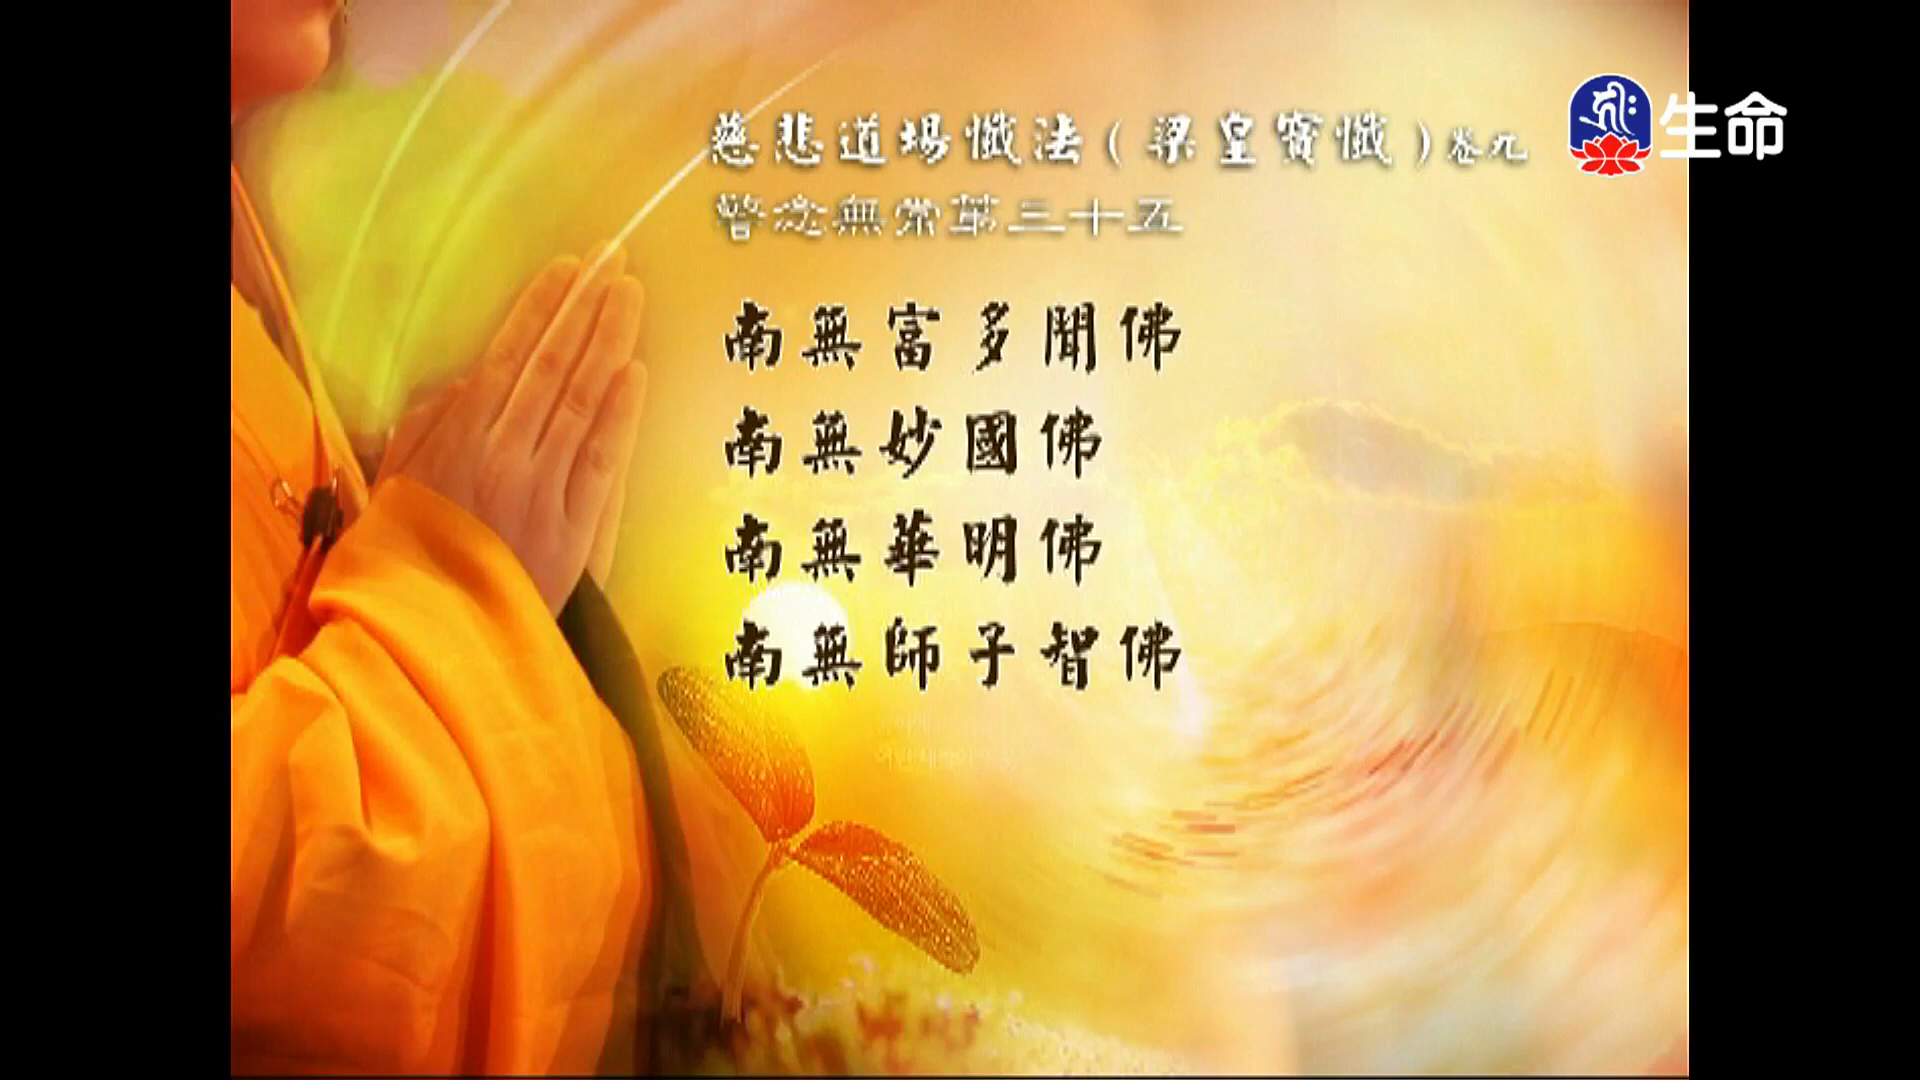 慈悲道場懺法(梁皇寶懺)卷九
生命
警念無常第三十五
南無富多聞佛
南無妙國佛
南無華明佛
南無師子智佛